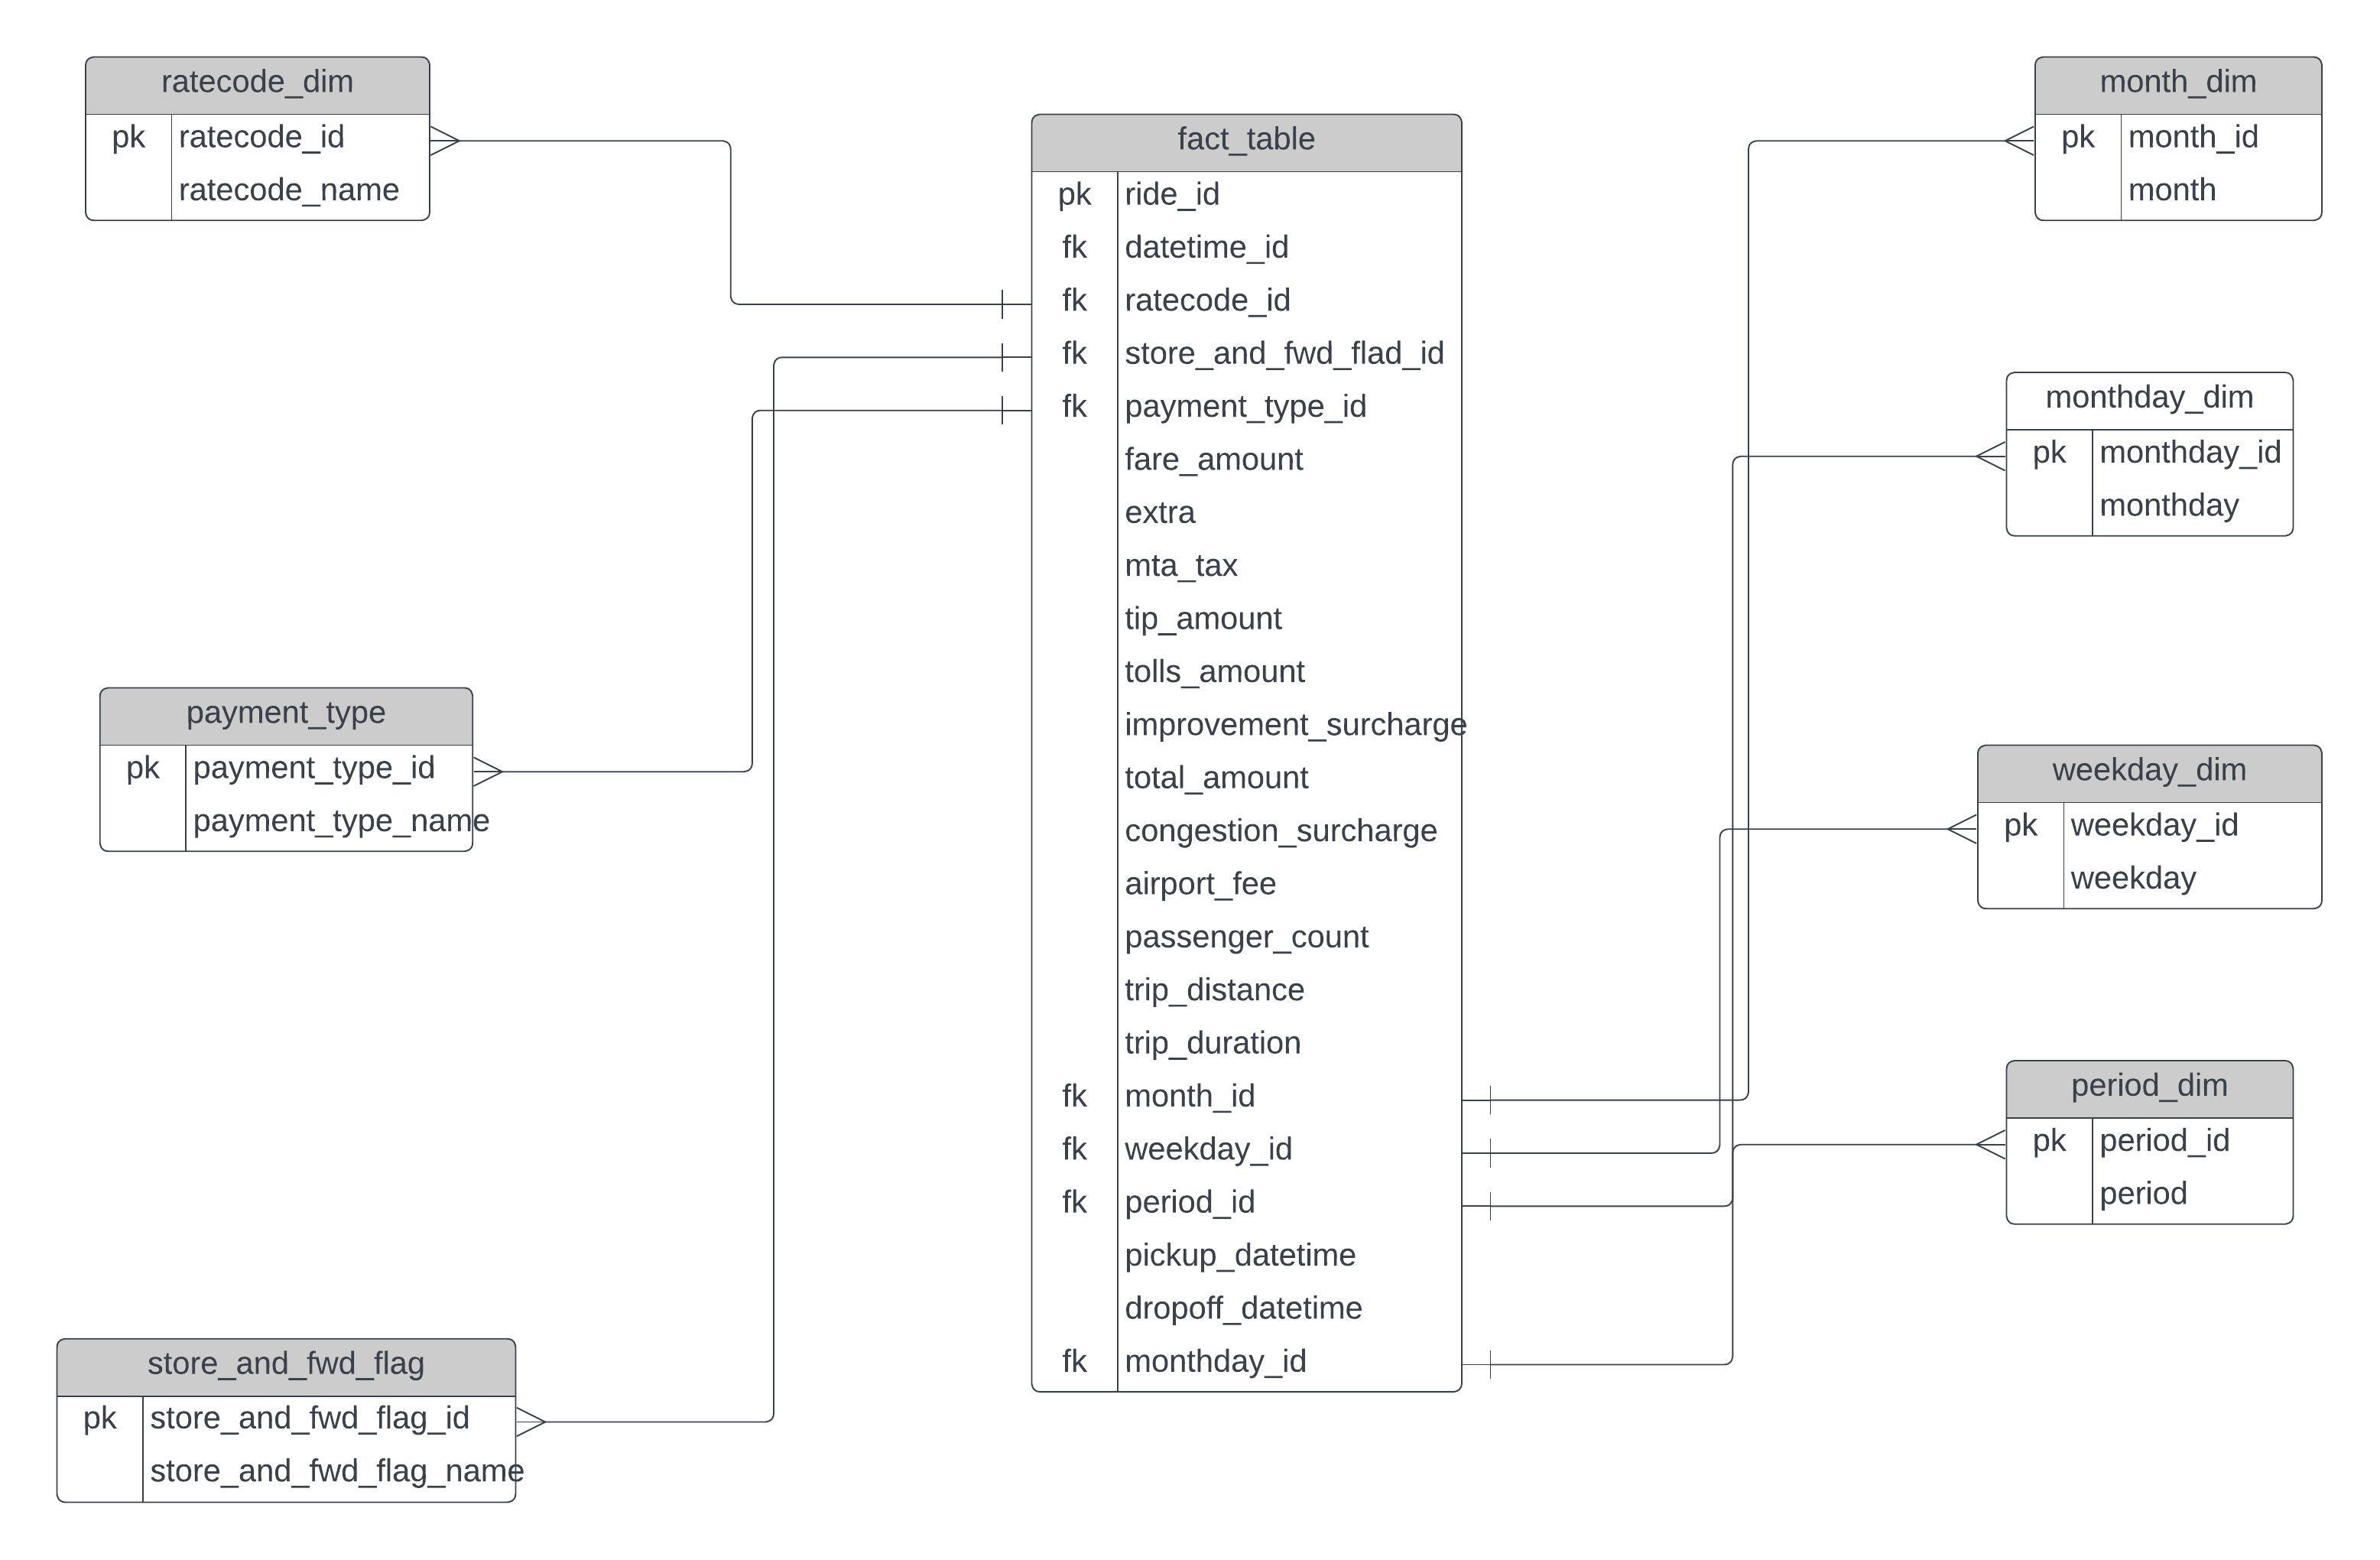 ratecode_dim
pk ratecode_id
ratecode_name
payment_type
pk payment_type_id
payment_type_name
store_and_fwd_flag
pk store_and_fwd_flag_id
store_and_fwd_flag_name
fact_table
pk ride_id
fk datetime_id
fk ratecode_id
fk store_and_fwd_flad_id
fk payment_type_id
fare_amount
extra
mta_tax
tip_amount
tolls_amount
improvement_surcharge
total_amount
congestion_surcharge
airport_fee
passenger_count
trip_distance
trip_duration
fk month_id
fk weekday_id
fk period_id
pickup_datetime
dropoff_datetime
fk monthday_id
month_dim
pk month_id
month
monthday_dim
pk monthday_id
monthday
weekday_dim
pk weekday_id
weekday
period_dim
pk period_id
period